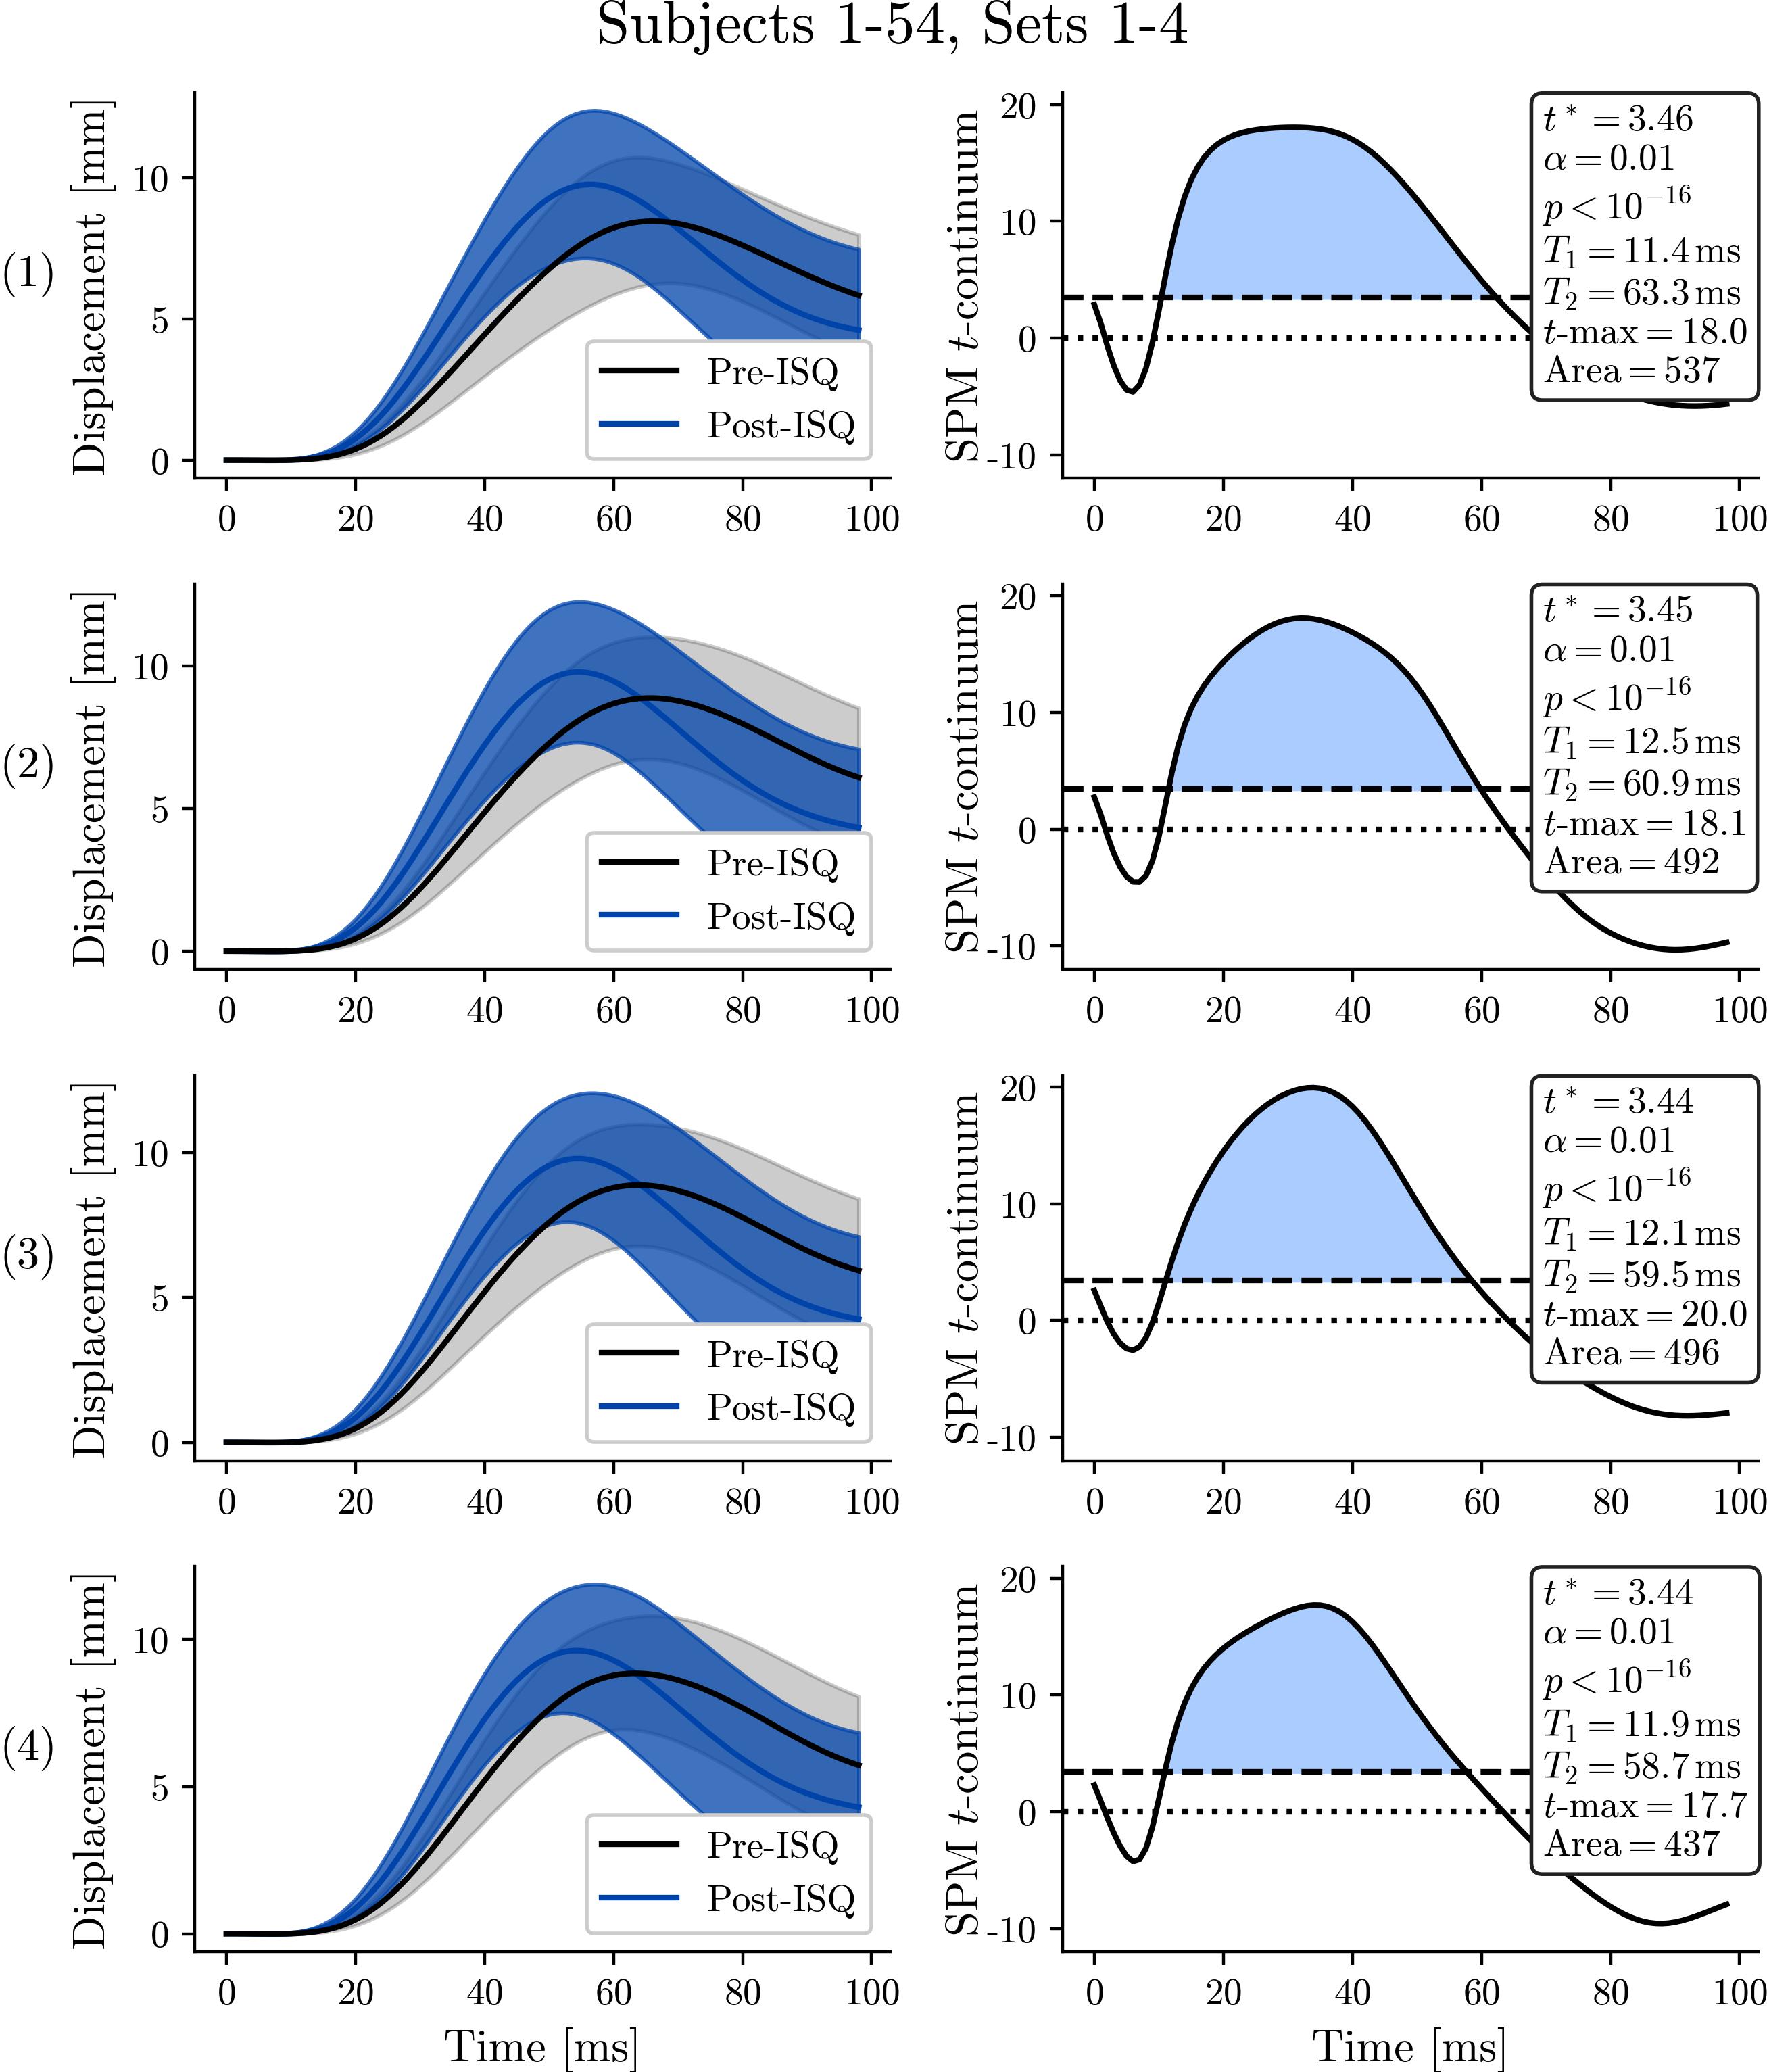 Subjects 1-54, Sets 1-4
(1)
Displacement [mm]
10
5
0
Pre-ISQ
Post-ISQ
0 20 40 60 80 100
SPM t-continuum
20
10
0
-10
t* = 3.46
α = 0.01
p < 10⁻¹⁶
T₁ = 11.4 ms
T₂ = 63.3 ms
t-max = 18.0
Area = 537
0 20 40 60 80 100
(2)
Displacement [mm]
10
5
0
Pre-ISQ
Post-ISQ
0 20 40 60 80 100
SPM t-continuum
20
10
0
-10
t* = 3.45
α = 0.01
p < 10⁻¹⁶
T₁ = 12.5 ms
T₂ = 60.9 ms
t-max = 18.1
Area = 492
0 20 40 60 80 100
(3)
Displacement [mm]
10
5
0
Pre-ISQ
Post-ISQ
0 20 40 60 80 100
SPM t-continuum
20
10
0
-10
t* = 3.44
α = 0.01
p < 10⁻¹⁶
T₁ = 12.1 ms
T₂ = 59.5 ms
t-max = 20.0
Area = 496
0 20 40 60 80 100
(4)
Displacement [mm]
10
5
0
Pre-ISQ
Post-ISQ
0 20 40 60 80 100
Time [ms]
SPM t-continuum
20
10
0
-10
t* = 3.44
α = 0.01
p < 10⁻¹⁶
T₁ = 11.9 ms
T₂ = 58.7 ms
t-max = 17.7
Area = 437
0 20 40 60 80 100
Time [ms]